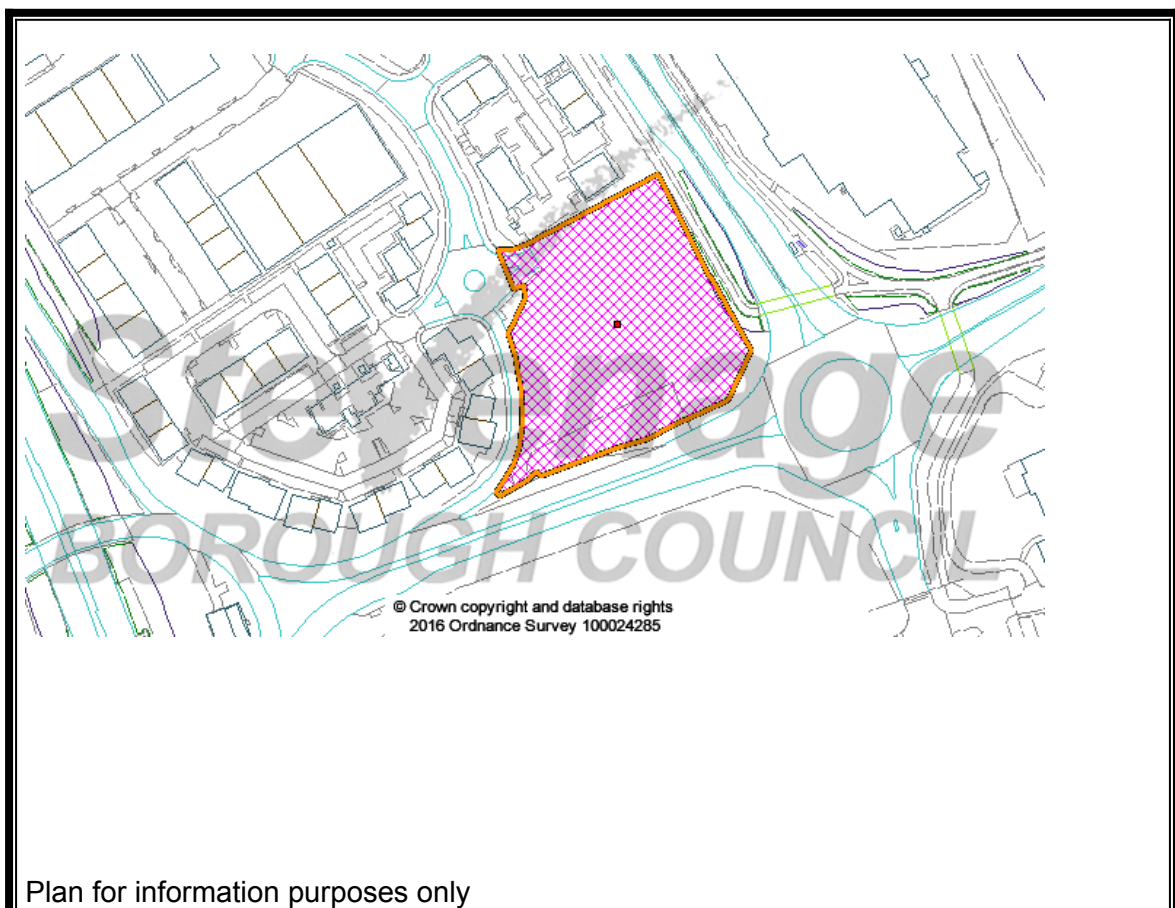 Stevenage
BOROUGH COUNCIL
© Crown copyright and database rights
2016 Ordnance Survey 100024285
Plan for information purposes only